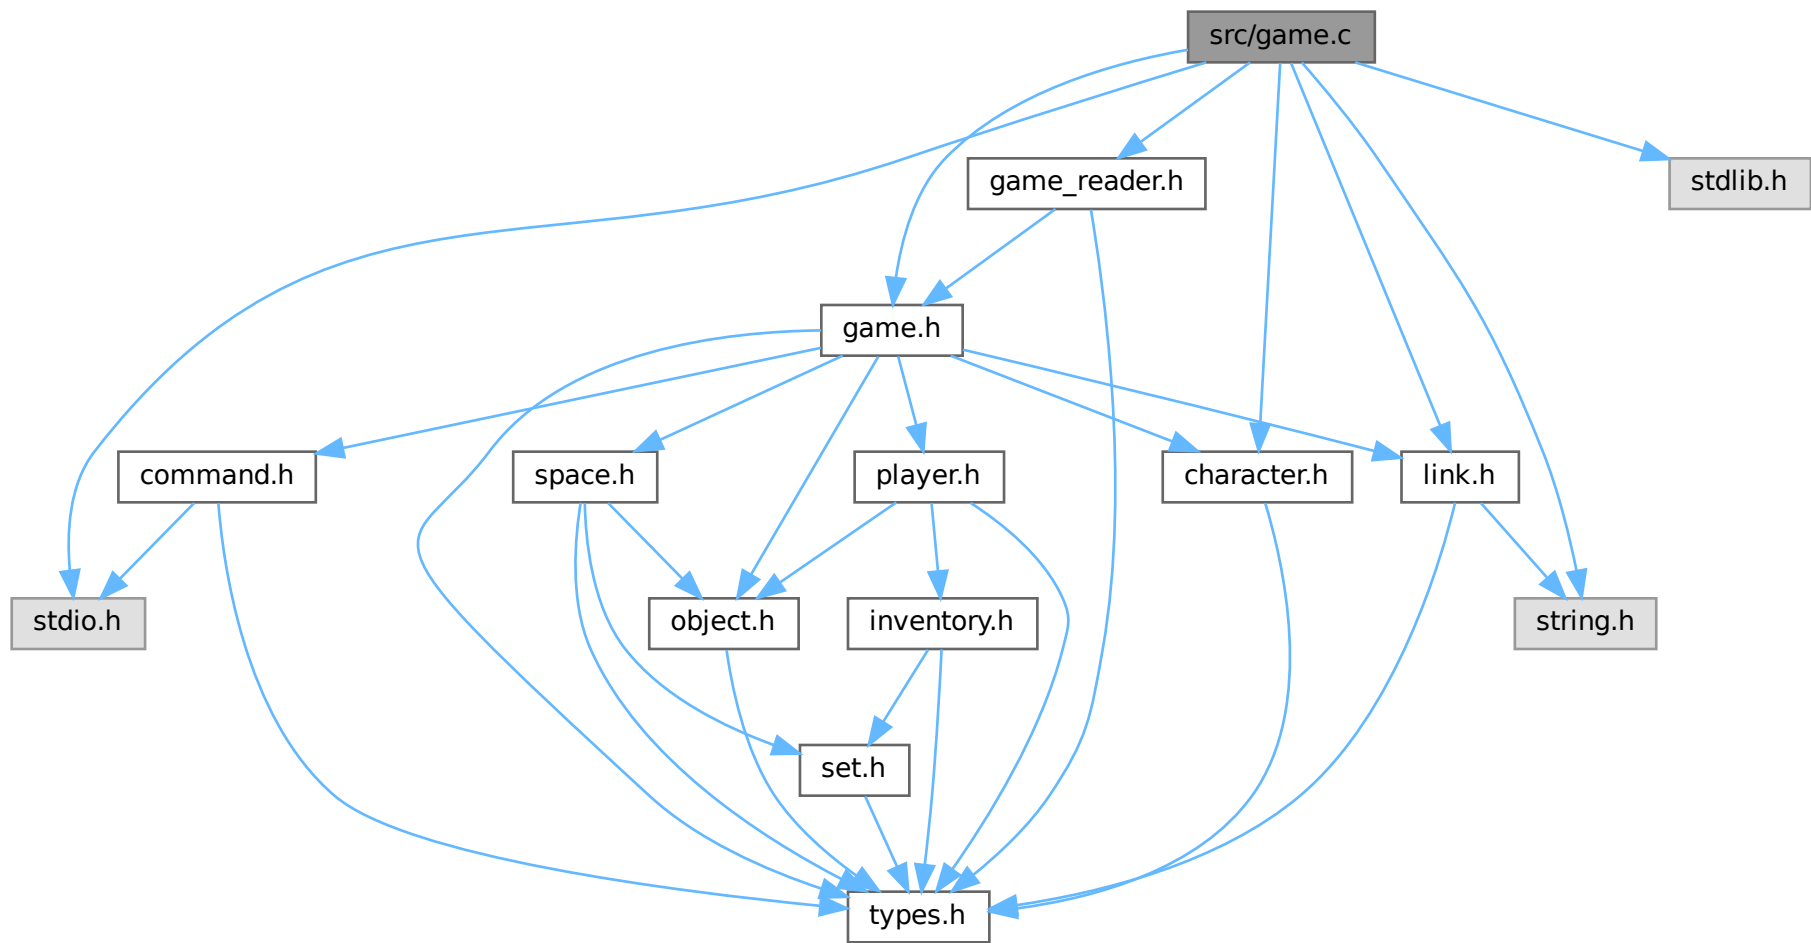 src/game.c
game_reader.h
stdlib.h
game.h
command.h
space.h
player.h
character.h
link.h
stdio.h
object.h
inventory.h
string.h
set.h
types.h